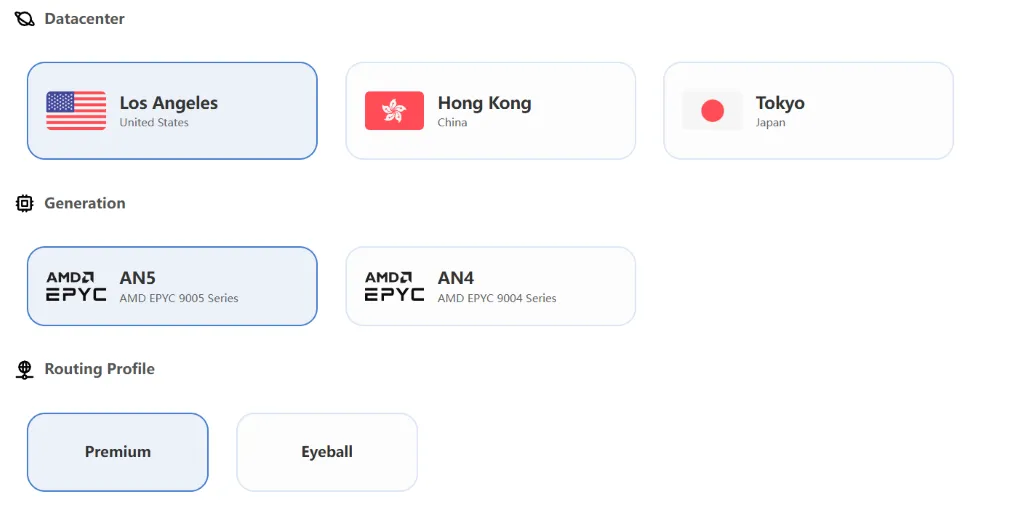 Datacenter
Los Angeles
United States
Hong Kong
China
Tokyo
Japan
Generation
AMD
EPYC
AN5
AMD EPYC 9005 Series
AMD
EPYC
AN4
AMD EPYC 9004 Series
Routing Profile
Premium
Eyeball